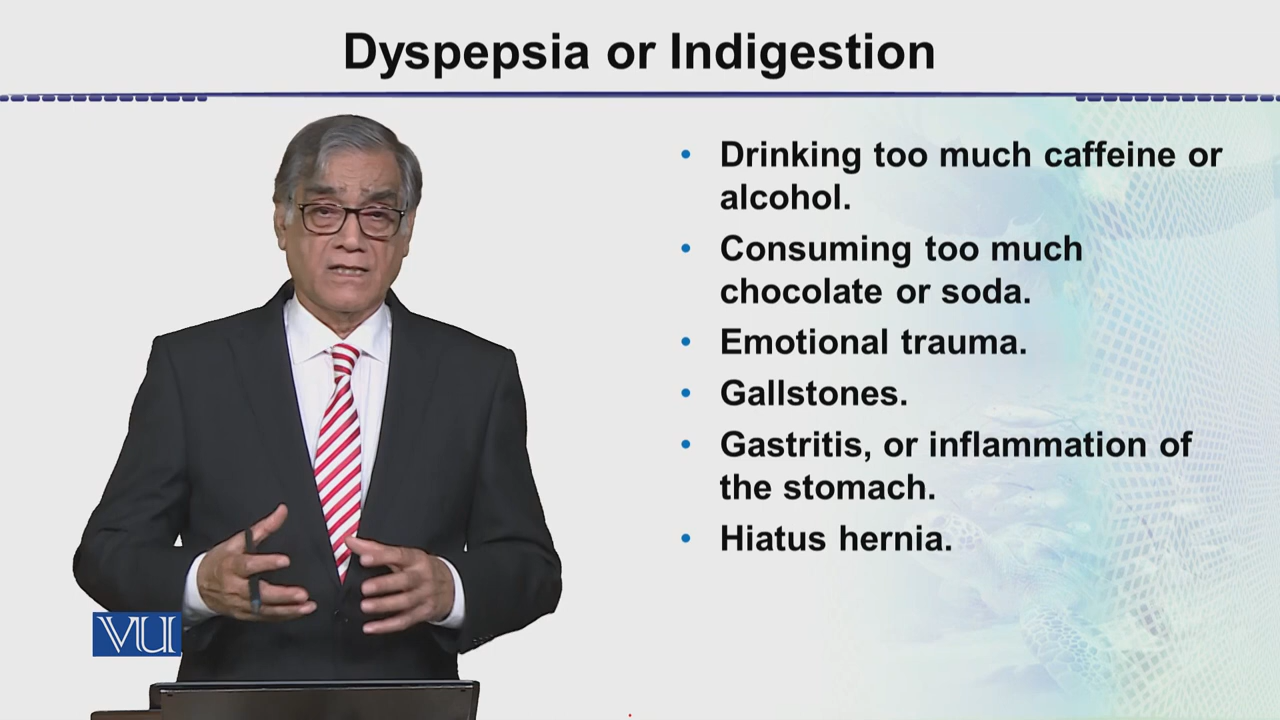 Dyspepsia or Indigestion
• Drinking too much caffeine or
alcohol.
• Consuming too much
chocolate or soda.
• Emotional trauma.
• Gallstones.
• Gastritis, or inflammation of
the stomach.
• Hiatus hernia.
VU